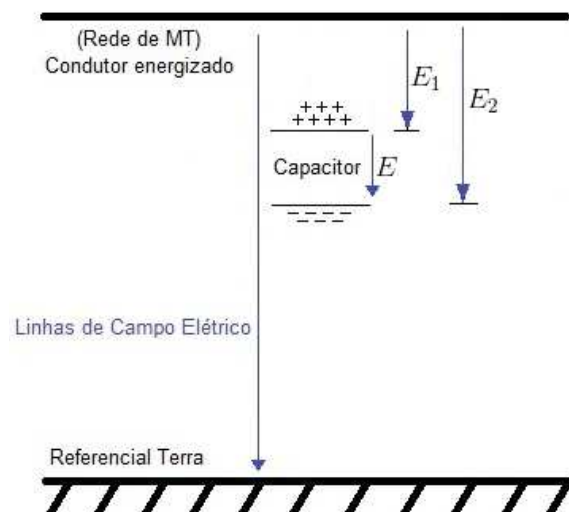 (Rede de MT)
Condutor energizado
E₁
E₂
+++
++++
Capacitor
E
Linhas de Campo Elétrico
Referencial Terra